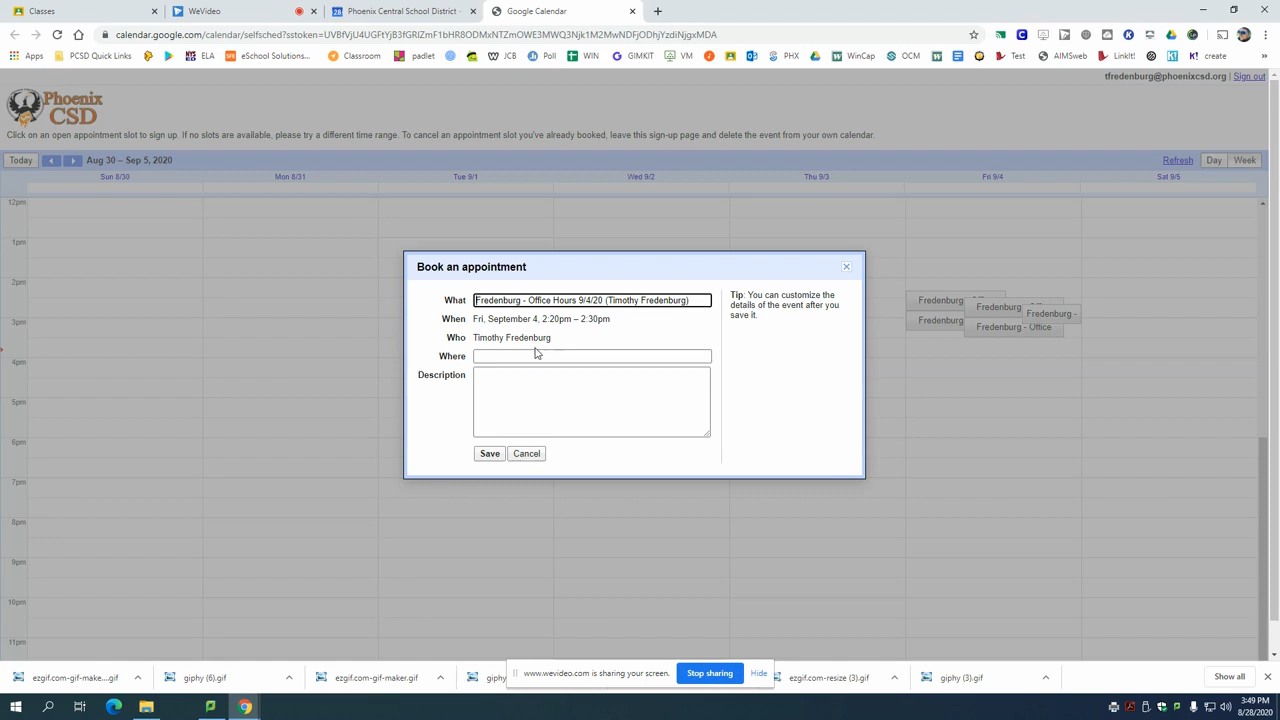 Classes
WeVideo
Phoenix Central School District -
Google Calendar
calendar.google.com/calendar/selfsched?sstoken=UVBfVjU4UGFtYjB3fGRlZmF1bHR8ODMxNTZmOWE3MWQ3Njk1M2MwNDFjODhjYzdiNjgxMDA
Apps
PCSD Quick Links
ELA
eSchool Solutions...
Classroom
padlet
JCB
Poll
WIN
GIMKIT
VM
PHX
WinCap
OCM
Test
AIMSweb
LinkIt!
create
tfredenburg@phoenixcsd.org | Sign out
Phoenix
CSD
Click on an open appointment slot to sign up. If no slots are available, please try a different time range. To cancel an appointment slot you've already booked, leave this sign-up page and delete the event from your own calendar.
Today
Aug 30 – Sep 5, 2020
Refresh
Day
Week
Sun 8/30
Mon 8/31
Tue 9/1
Wed 9/2
Thu 9/3
Fri 9/4
Sat 9/5
12pm
1pm
2pm
3pm
4pm
5pm
6pm
7pm
8pm
9pm
10pm
11pm
Fredenburg
Fredenburg
Fredenburg -
Fredenburg
Fredenburg - Office
Book an appointment
What Fredenburg - Office Hours 9/4/20 (Timothy Fredenburg)
When Fri, September 4, 2:20pm – 2:30pm
Who Timothy Fredenburg
Where
Description
Save
Cancel
Tip: You can customize the
details of the event after you
save it.
ezgif.com-gif-make....gif
giphy (6).gif
ezgif.com-gif-maker.gif
giphy
www.wevideo.com is sharing your screen.
Stop sharing
Hide
ezgif.com-resize (3).gif
giphy (3).gif
Show all
3:49 PM
8/28/2020